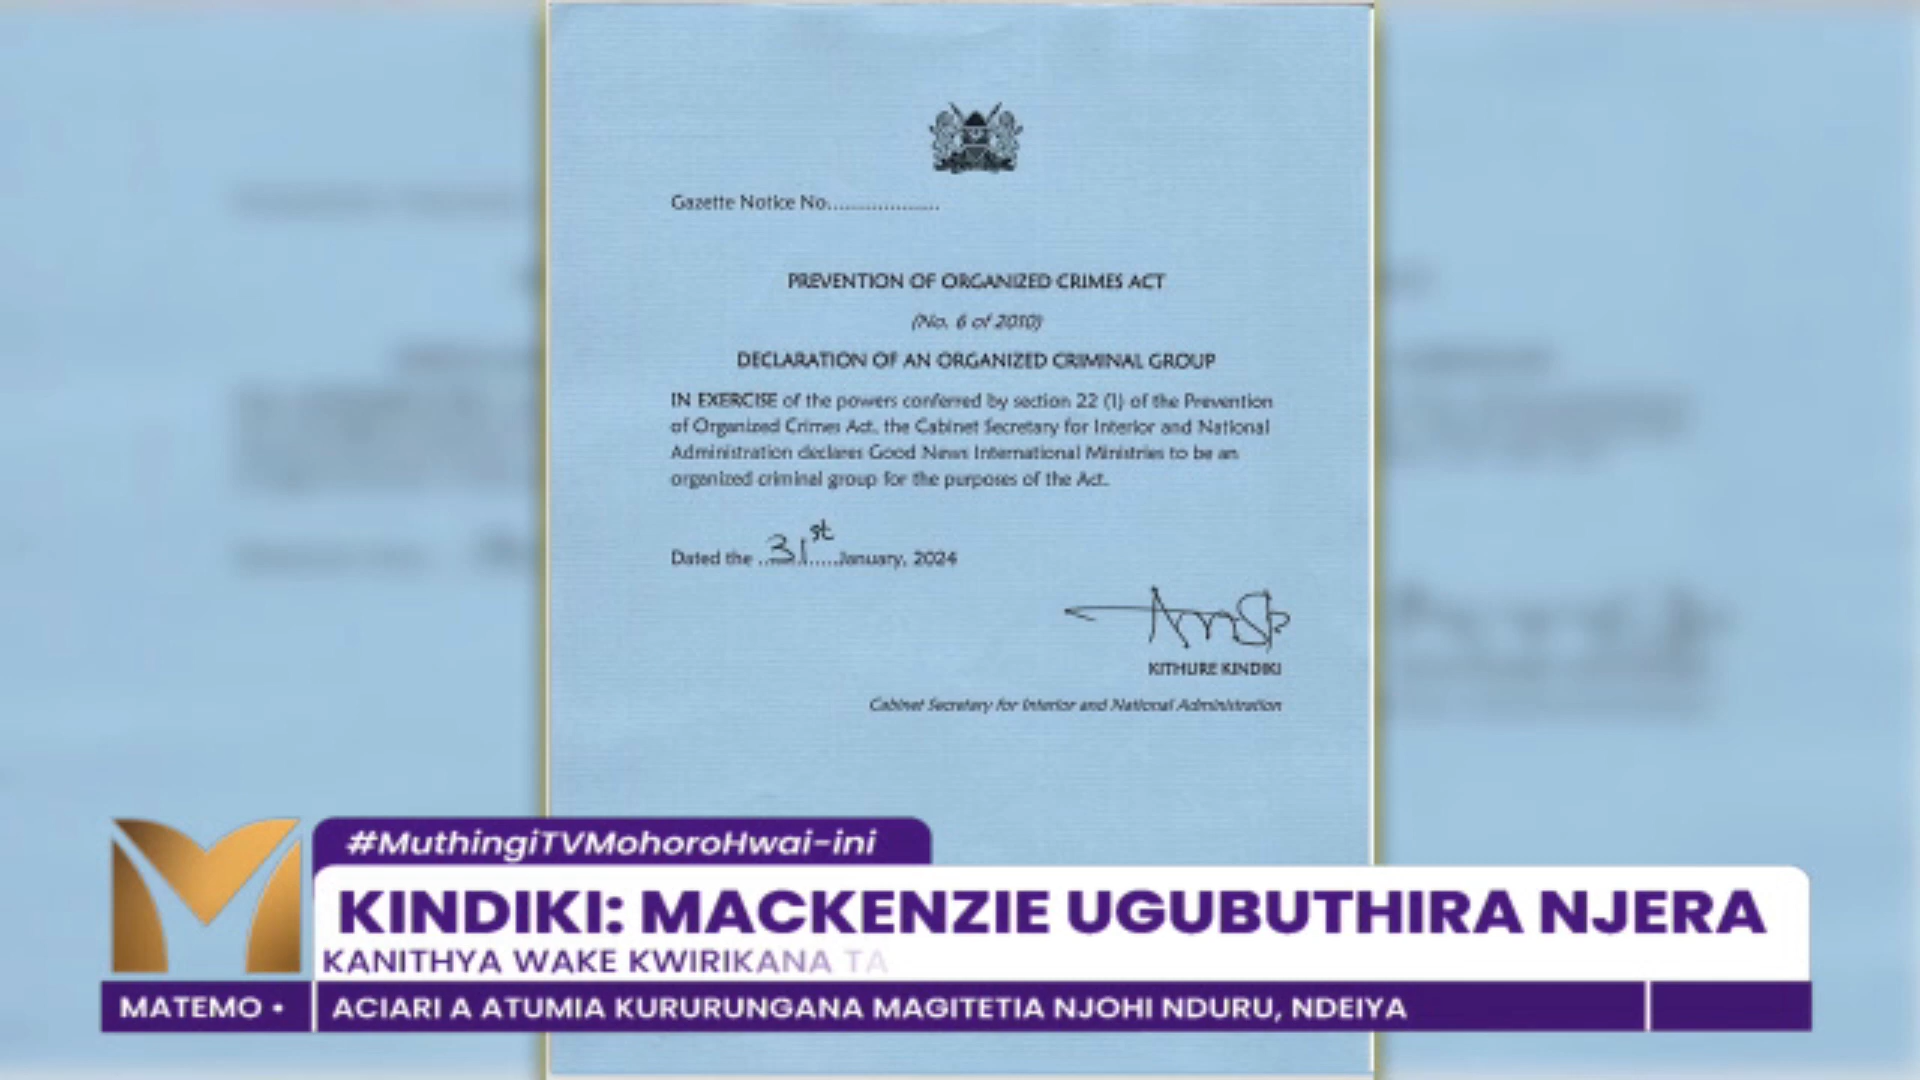 Gazette Notice No....................
PREVENTION OF ORGANIZED CRIMES ACT
(No. 6 of 2010)
DECLARATION OF AN ORGANIZED CRIMINAL GROUP
IN EXERCISE of the powers conferred by section 22 (1) of the Prevention
of Organized Crimes Act, the Cabinet Secretary for Interior and National
Administration declares Good News International Ministries to be an
organized criminal group for the purposes of the Act.
Dated the ..31st.....January, 2024
KITHURE KINDIKI
Cabinet Secretary for Interior and National Administration
#MuthingiTVMohoroHwai-ini
KINDIKI: MACKENZIE UGUBUTHIRA NJERA
KANITHYA WAKE KWIRIKANA TA
MATEMO • ACIARI A ATUMIA KURURUNGANA MAGITETIA NJOHI NDURU, NDEIYA